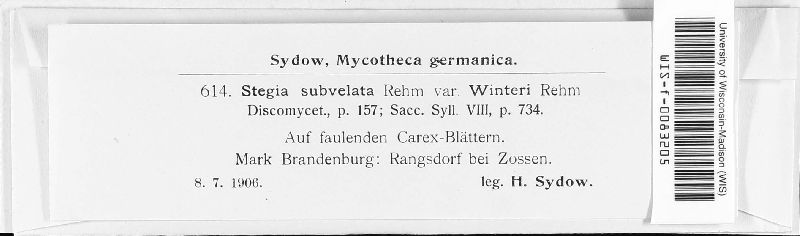 Sydow, Mycotheca germanica.
614. Stegia subvelata Rehm var. Winteri Rehm
Discomycet., p. 157; Sacc. Syll. VIII, p. 734.
Auf faulenden Carex-Blättern.
Mark Brandenburg: Rangsdorf bei Zossen.
8. 7. 1906. leg. H. Sydow.
University of Wisconsin-Madison (WIS)
WIS-f-0083205